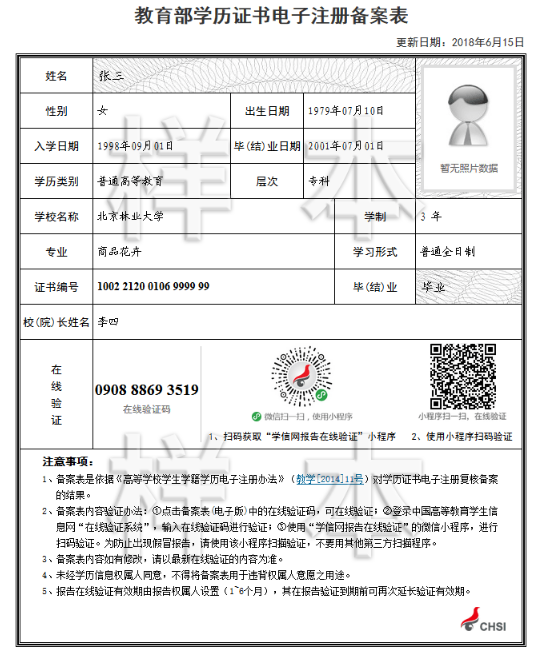 教育部学历证书电子注册备案表
更新日期：2018年6月15日
姓名 张三
性别 女 出生日期 1979年07月10日
入学日期 1998年09月01日 毕(结)业日期 2001年07月01日
暂无照片数据
学历类别 普通高等教育 层次 专科
学校名称 北京林业大学 学制 3 年
专业 商品花卉 学习形式 普通全日制
证书编号 1002 2120 0106 9999 99 毕(结)业 毕业
校(院)长姓名 李四
样本
在线验证
0908 8869 3519
在线验证码
微信扫一扫，使用小程序
小程序扫一扫，在线验证
1、扫码获取“学信网报告在线验证”小程序 2、使用小程序扫码验证
样本
注意事项：
1、备案表是依据《高等学校学生学籍学历电子注册办法》（教学[2014]11号）对学历证书电子注册复核备案
的结果。
2、备案表内容验证办法：①点击备案表(电子版)中的在线验证码，可在线验证；②登录中国高等教育学生信
息网“在线验证系统”，输入在线验证码进行验证；③使用“学信网报告在线验证”的微信小程序，进行
扫码验证。为防止出现假冒报告，请使用该小程序扫描验证，不要用其他第三方扫描程序。
3、备案表内容如有修改，请以最新在线验证的内容为准。
4、未经学历信息权属人同意，不得将备案表用于违背权属人意愿之用途。
5、报告在线验证有效期由报告权属人设置（1~6个月），其在报告验证到期前可再次延长验证有效期。
CHSI